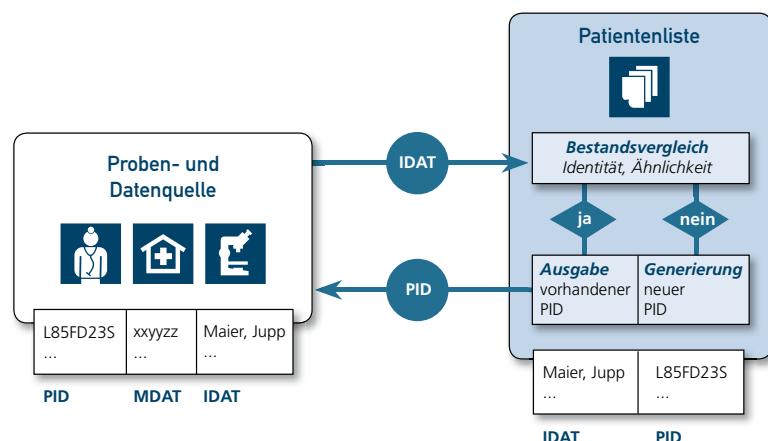 Patientenliste
Bestandsvergleich
Identität, Ähnlichkeit
ja
nein
Ausgabe
vorhandener
PID
Generierung
neuer
PID
Maier, Jupp
...
L85FD23S
...
IDAT
PID
IDAT
PID
Proben- und
Datenquelle
L85FD23S
...
xxyyzz
...
Maier, Jupp
...
PID
MDAT
IDAT